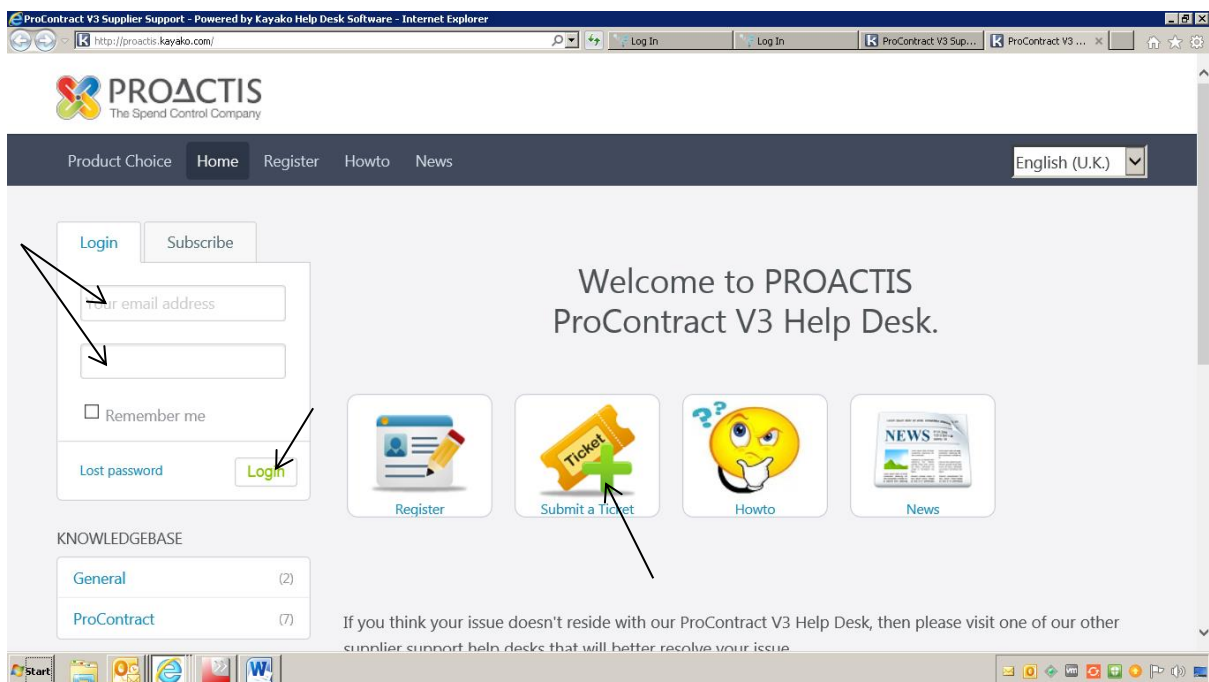 ProContract V3 Supplier Support - Powered by Kayako Help Desk Software - Internet Explorer
http://proactis.kayako.com/
Log In
Log In
ProContract V3 Sup...
ProContract V3 ...
PROACTIS
The Spend Control Company
Product Choice Home Register Howto News
English (U.K.)
Login Subscribe
Your email address
Remember me
Lost password Login
Welcome to PROACTIS
ProContract V3 Help Desk.
Ticket
NEWS
Register Submit a Ticket Howto News
KNOWLEDGEBASE
General (2)
ProContract (7)
If you think your issue doesn't reside with our ProContract V3 Help Desk, then please visit one of our other
supplier support help desks that will better resolve your issue
Start